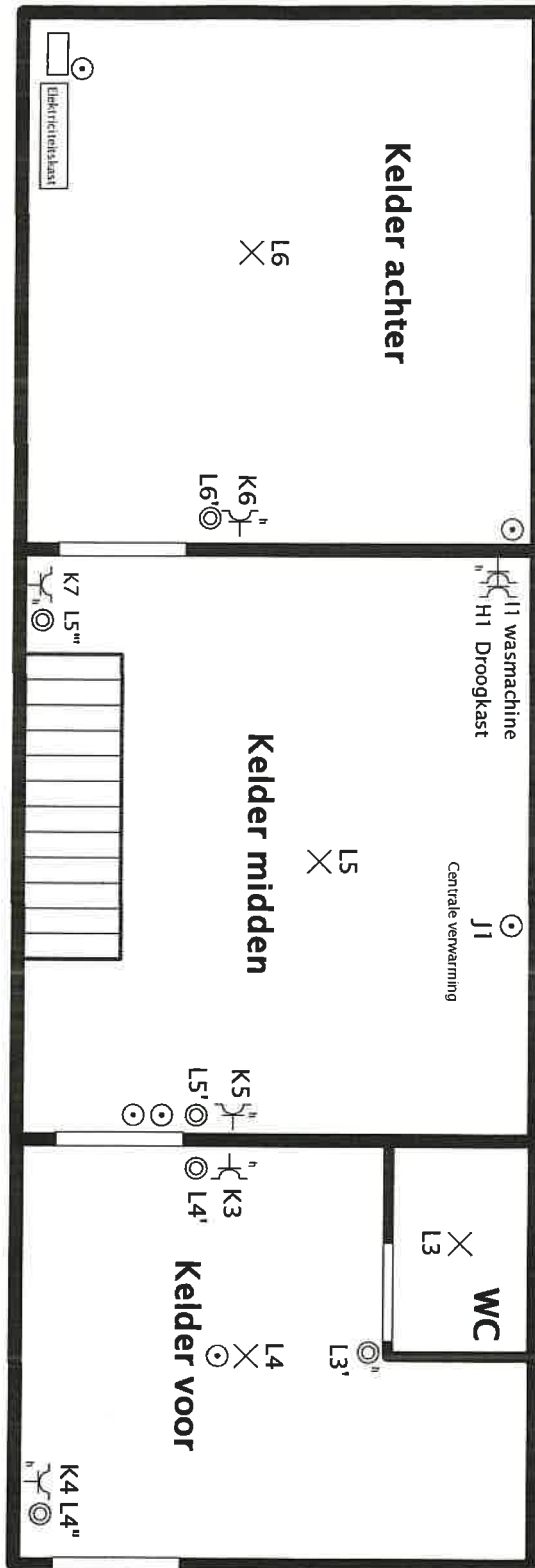 Elektriciteitskast
Kelder achter
L6
K6
h
L6'
I1 wasmachine
H1 Droogkast
h
K7
h
L5'''
Kelder midden
L5
J1
Centrale verwarming
K5
h
L5'
K3
h
L4'
WC
L3
L3'
h
L4
Kelder voor
K4
h
L4"